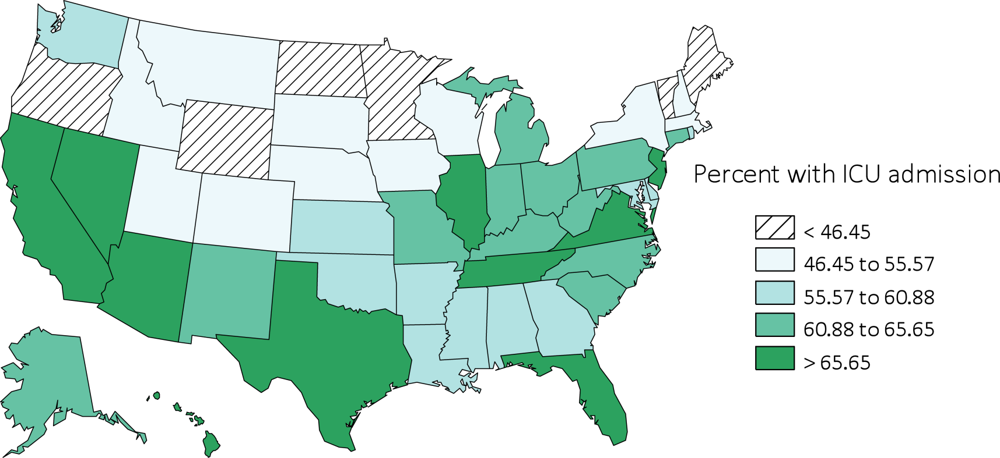 Percent with ICU admission
< 46.45
46.45 to 55.57
55.57 to 60.88
60.88 to 65.65
> 65.65